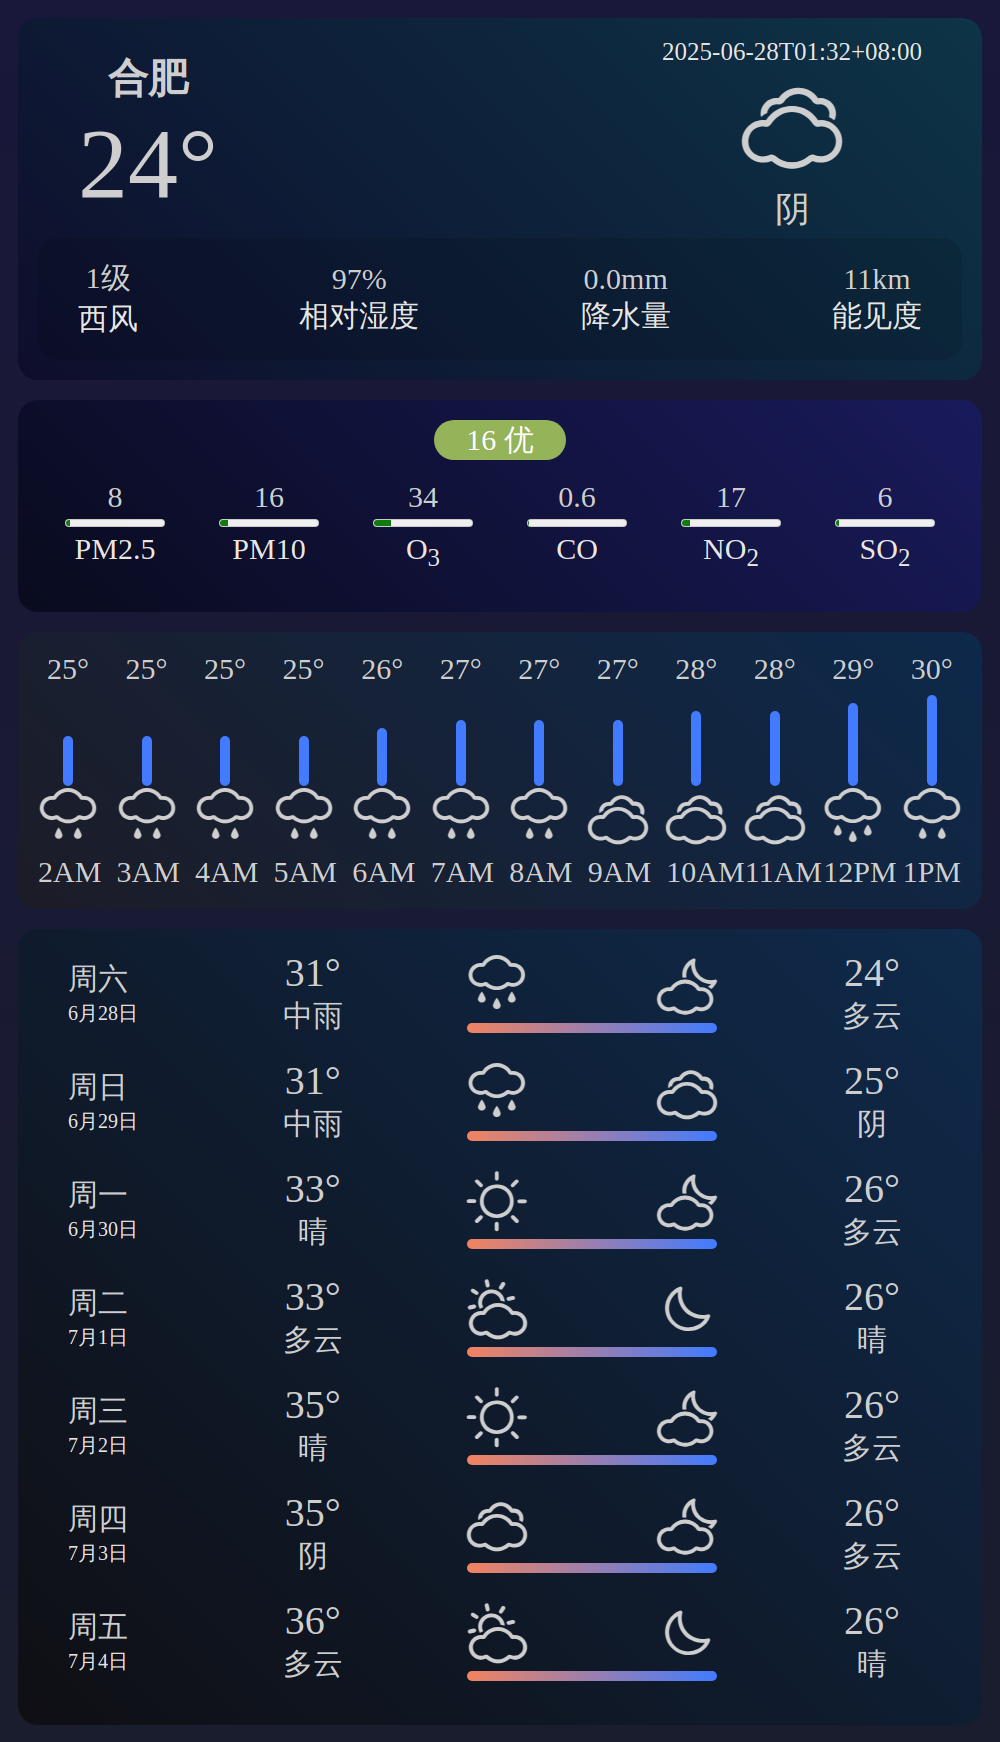 合肥
24°
2025-06-28T01:32+08:00
阴
1级 97% 0.0mm 11km
西风 相对湿度 降水量 能见度
16 优
8 16 34 0.6 17 6
PM2.5 PM10 O3 CO NO2 SO2
25° 25° 25° 25° 26° 27° 27° 27° 28° 28° 29° 30°
2AM 3AM 4AM 5AM 6AM 7AM 8AM 9AM 10AM 11AM 12PM 1PM
周六 31° 24°
6月28日 中雨 多云
周日 31° 25°
6月29日 中雨 阴
周一 33° 26°
6月30日 晴 多云
周二 33° 26°
7月1日 多云 晴
周三 35° 26°
7月2日 晴 多云
周四 35° 26°
7月3日 阴 多云
周五 36° 26°
7月4日 多云 晴